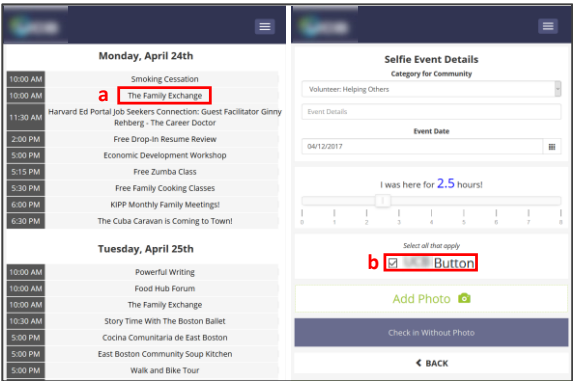 Monday, April 24th
10:00 AM Smoking Cessation
a
10:00 AM The Family Exchange
11:30 AM Harvard Ed Portal Job Seekers Connection: Guest Facilitator Ginny
Rehberg - The Career Doctor
2:00 PM Free Drop-In Resume Review
5:00 PM Economic Development Workshop
5:15 PM Free Zumba Class
5:30 PM Free Family Cooking Classes
6:00 PM KIPP Monthly Family Meetings!
6:30 PM The Cuba Caravan is Coming to Town!
Tuesday, April 25th
10:00 AM Powerful Writing
10:00 AM Food Hub Forum
10:00 AM The Family Exchange
10:30 AM Story Time With The Boston Ballet
5:00 PM Cocina Comunitaria de East Boston
5:00 PM East Boston Community Soup Kitchen
5:00 PM Walk and Bike Tour
Selfie Event Details
Category for Community
Volunteer: Helping Others
Event Details
Event Date
04/12/2017
I was here for 2.5 hours!
0 1 2 3 4 5 6 7 8
Select all that apply
b
Button
Add Photo
Check in Without Photo
BACK